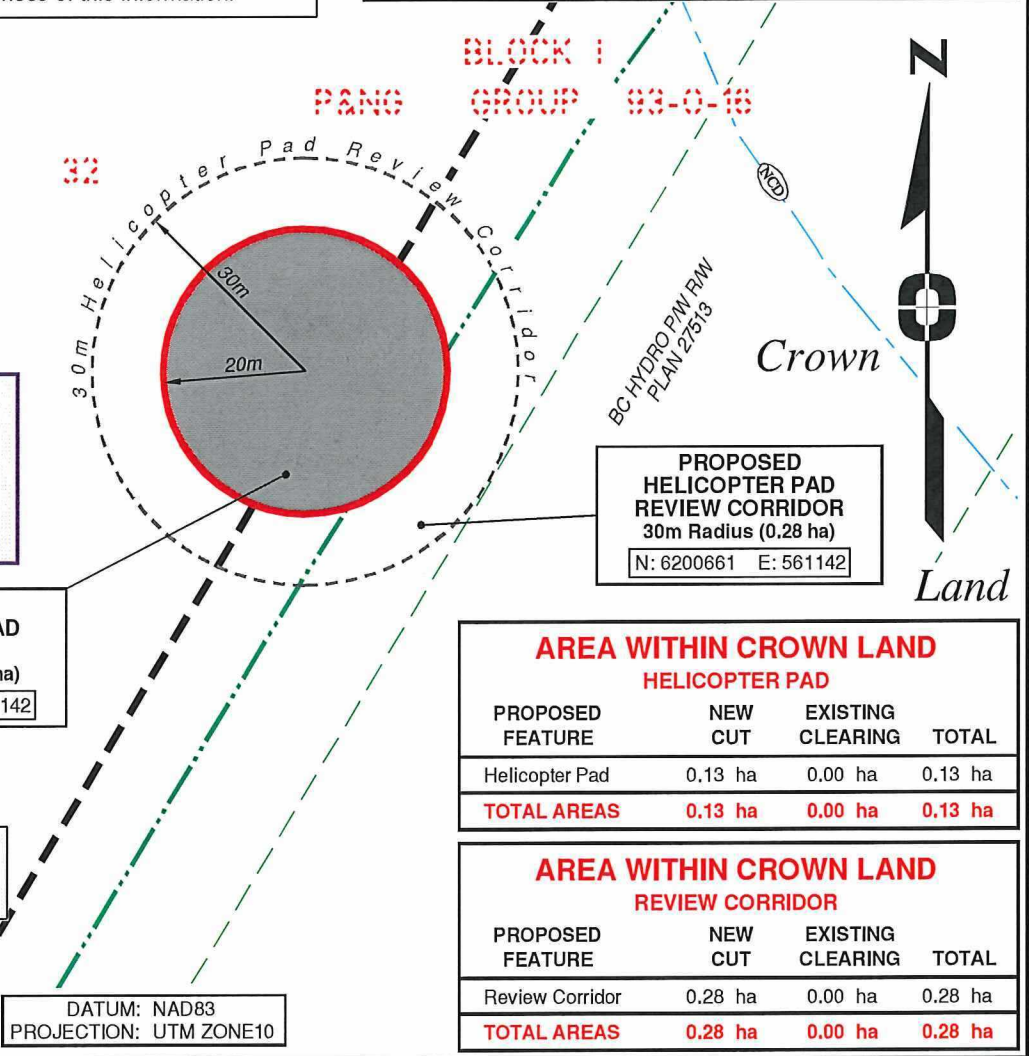 BLOCK I
PANG GROUP 93-O-16
32
30m Helicopter Pad Review Corridor
30m
20m
N
NCD
BC HYDRO P/W R/W
PLAN 27513
Crown
Land
PROPOSED
HELICOPTER PAD
REVIEW CORRIDOR
30m Radius (0.28 ha)
N: 6200661 E: 561142
AD
ha)
142
AREA WITHIN CROWN LAND
HELICOPTER PAD
PROPOSED FEATURE NEW CUT EXISTING CLEARING TOTAL
Helicopter Pad 0.13 ha 0.00 ha 0.13 ha
TOTAL AREAS 0.13 ha 0.00 ha 0.13 ha
AREA WITHIN CROWN LAND
REVIEW CORRIDOR
PROPOSED FEATURE NEW CUT EXISTING CLEARING TOTAL
Review Corridor 0.28 ha 0.00 ha 0.28 ha
TOTAL AREAS 0.28 ha 0.00 ha 0.28 ha
DATUM: NAD83
PROJECTION: UTM ZONE10